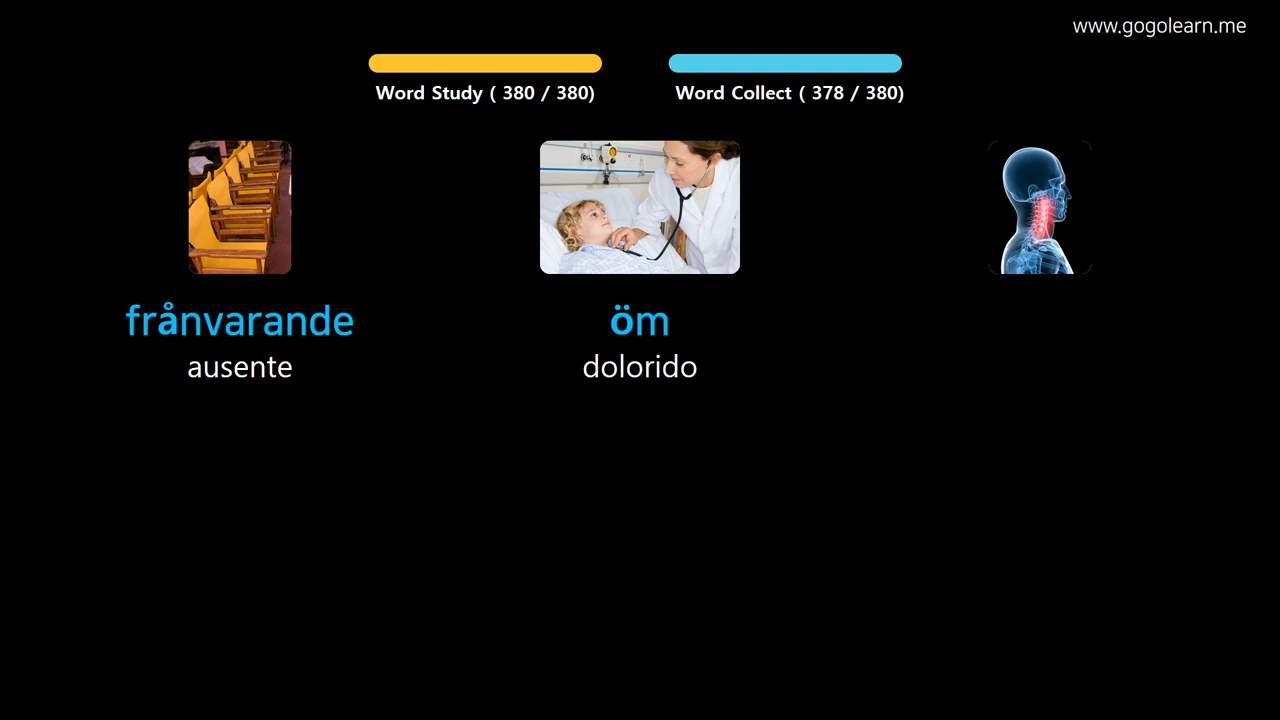 www.gogolearn.me
Word Study ( 380 / 380)
Word Collect ( 378 / 380)
frånvarande
öm
ausente
dolorido